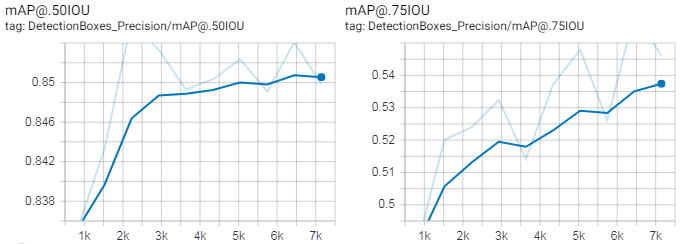 mAP@.50IOU
tag: DetectionBoxes_Precision/mAP@.50IOU
0.85
0.846
0.842
0.838
1k 2k 3k 4k 5k 6k 7k
mAP@.75IOU
tag: DetectionBoxes_Precision/mAP@.75IOU
0.54
0.53
0.52
0.51
0.5
1k 2k 3k 4k 5k 6k 7k